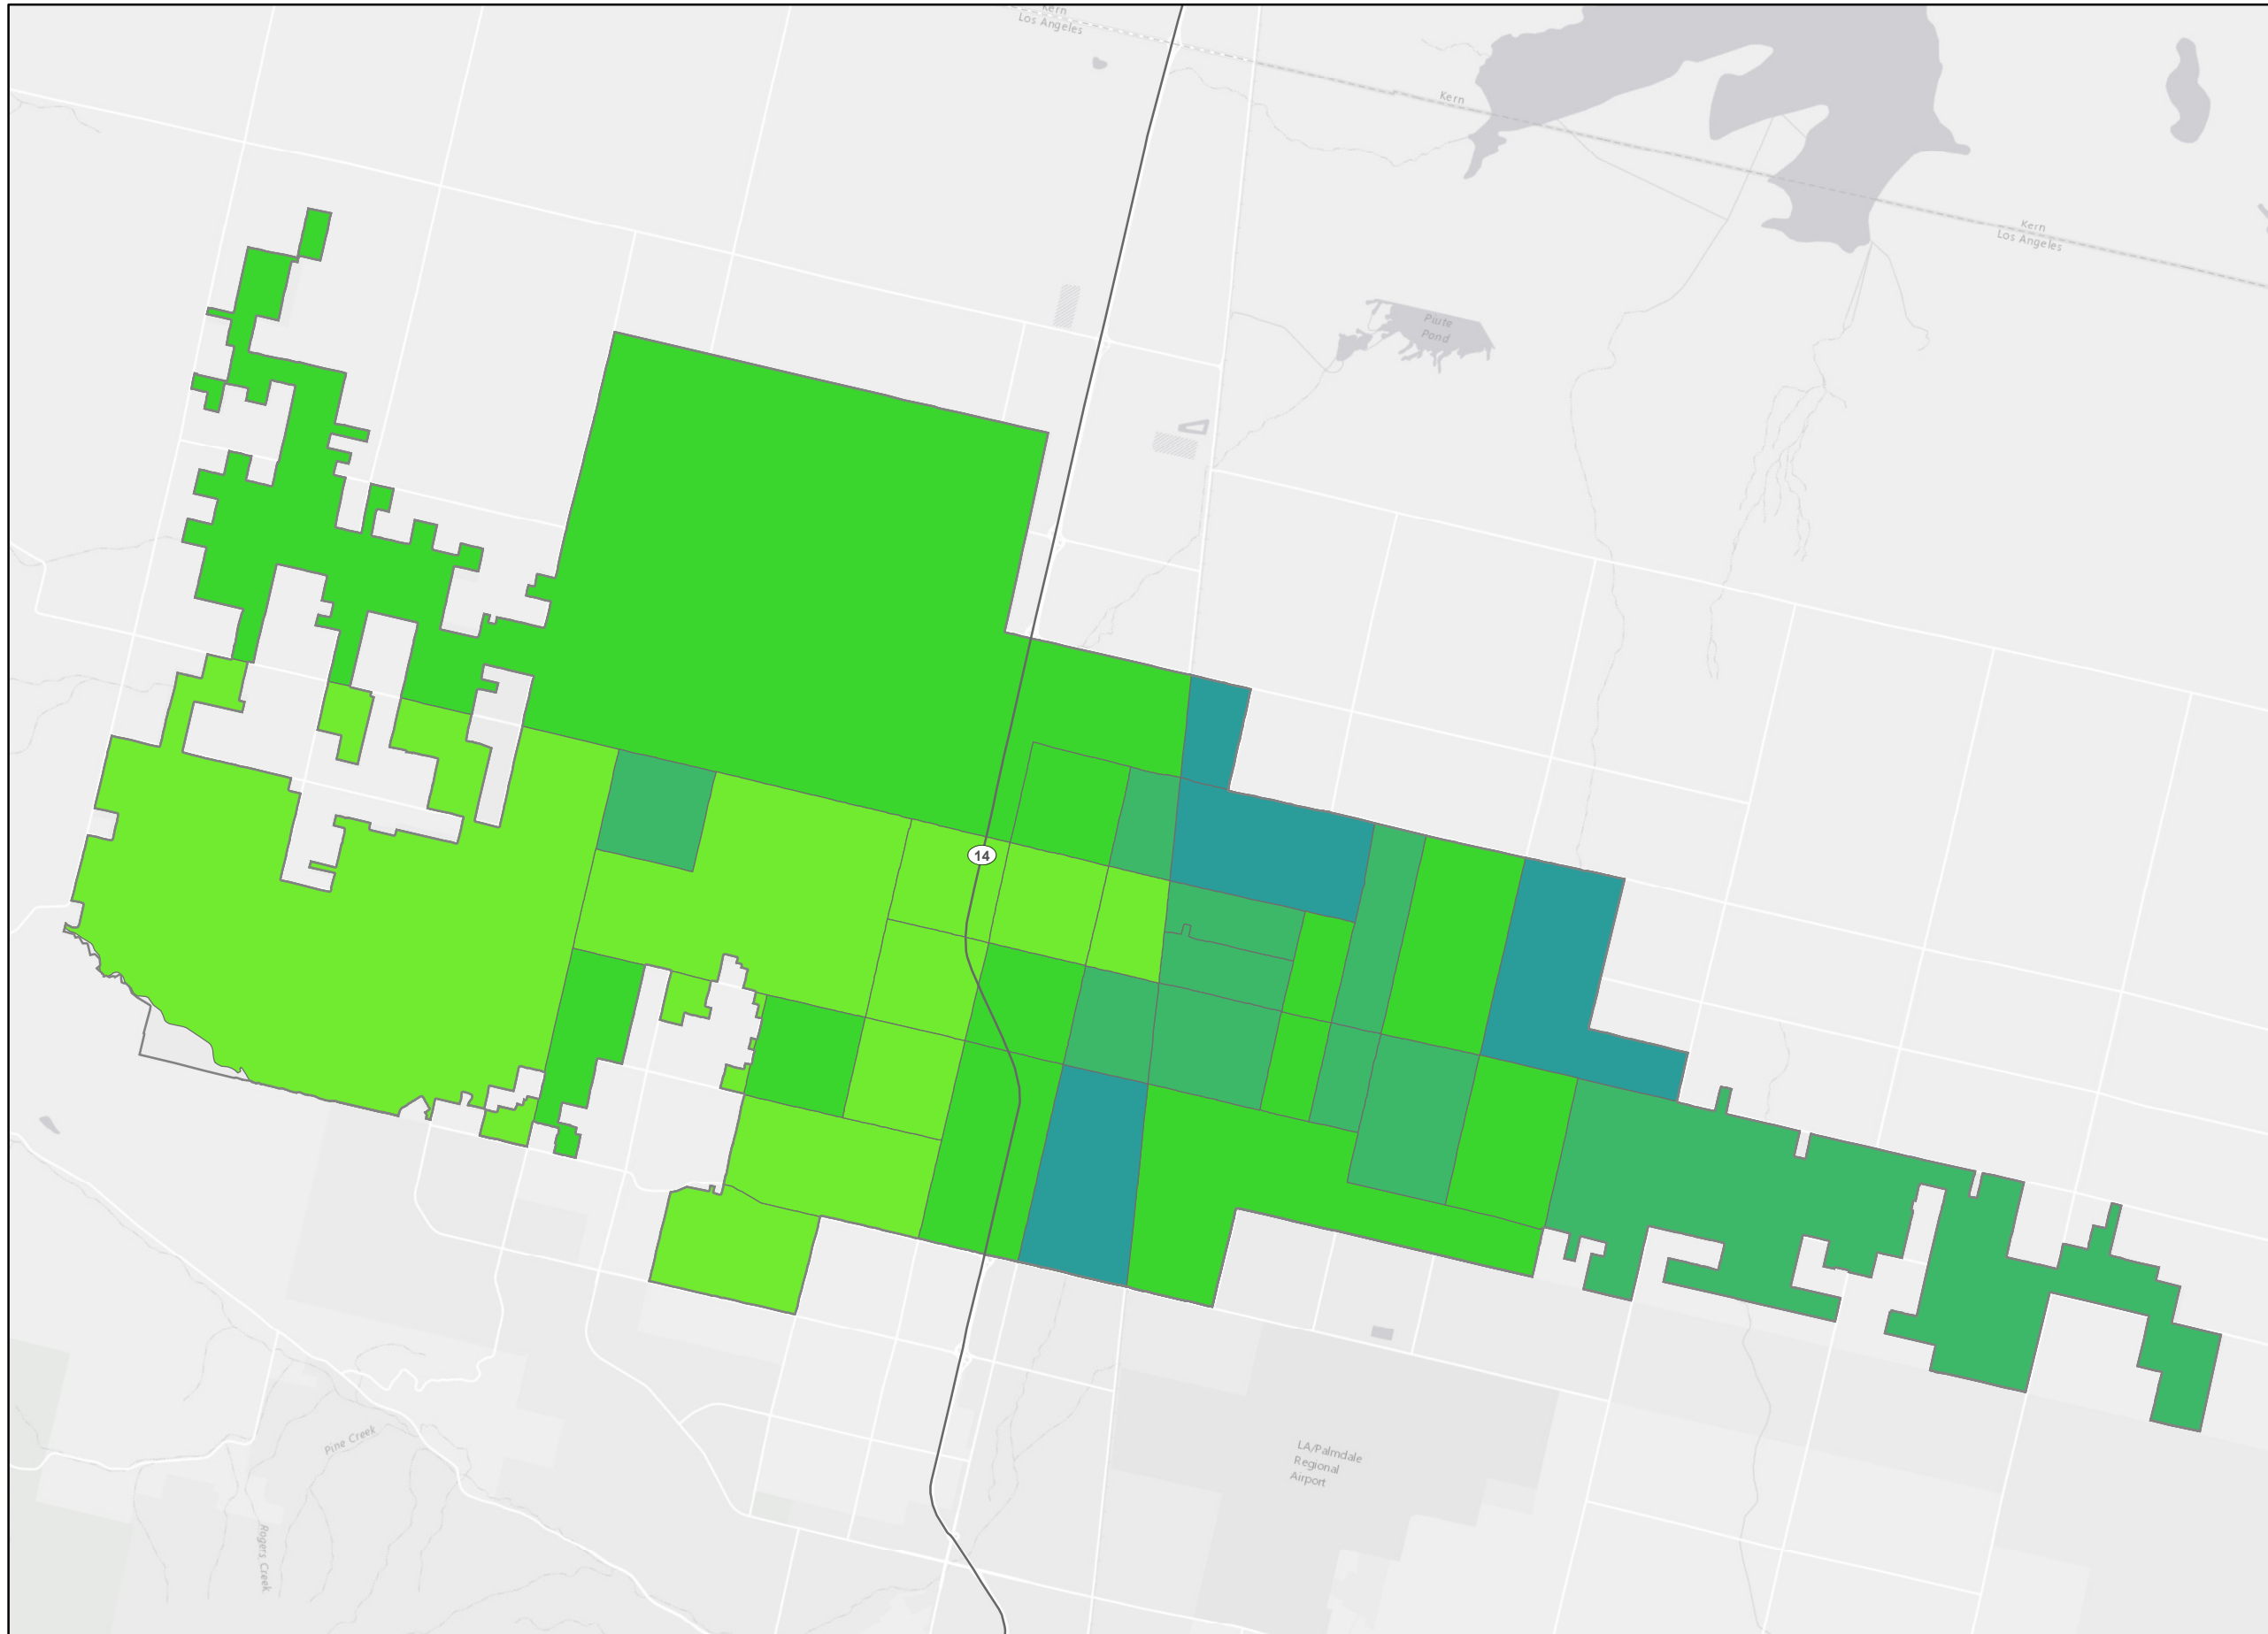 Kern
Los Angeles
Kern
Kern
Los Angeles
Piute
Pond
14
LA/Palmdale
Regional
Airport
Pine Creek
Rogers Creek